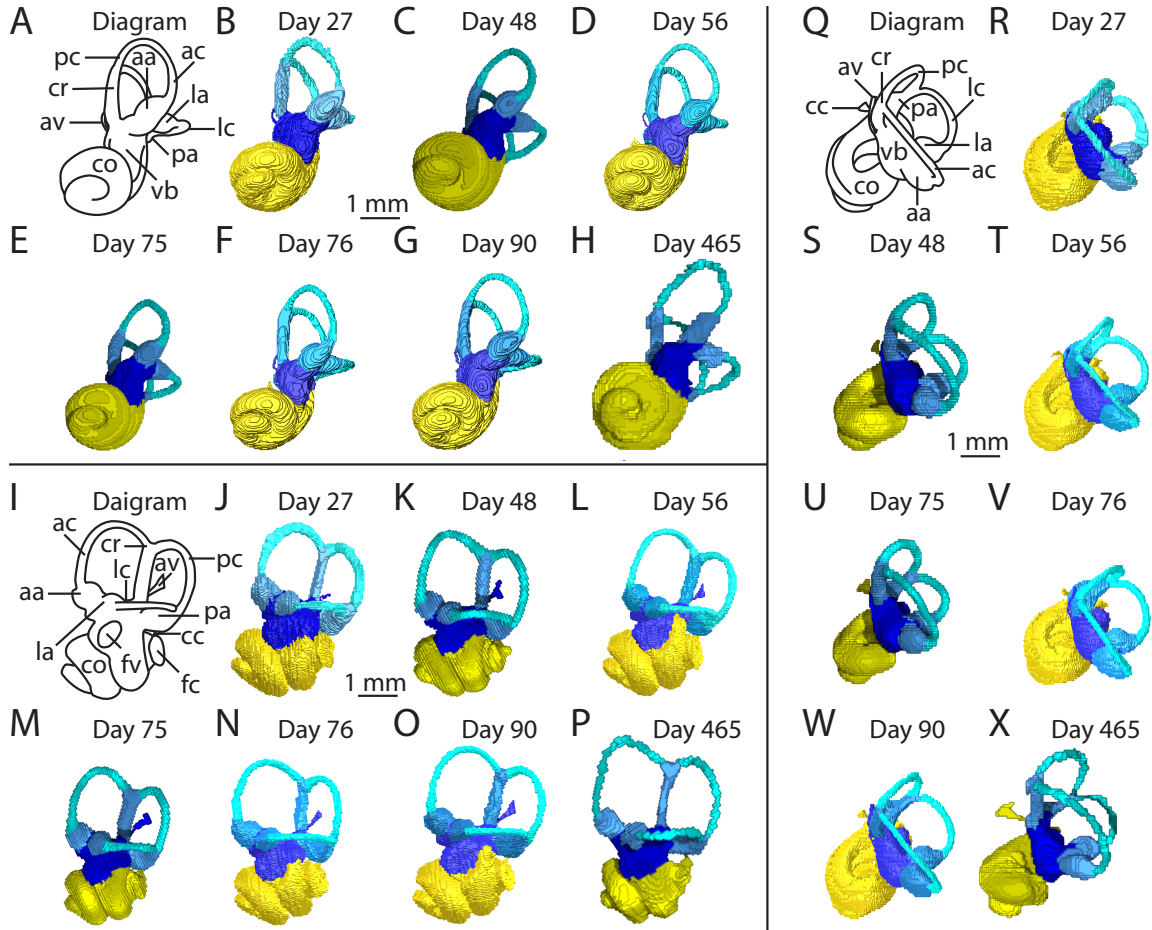 A Diagram
B Day 27
C Day 48
D Day 56
pc
aa
ac
cr
la
av
lc
pa
co
vb
1 mm
E Day 75
F Day 76
G Day 90
H Day 465
I Daigram
J Day 27
K Day 48
L Day 56
ac
cr
pc
lc
av
aa
pa
la
co
fv
cc
fc
1 mm
M Day 75
N Day 76
O Day 90
P Day 465
Q Diagram
R Day 27
cr
av
pc
cc
pa
lc
vb
la
co
ac
aa
S Day 48
T Day 56
1 mm
U Day 75
V Day 76
W Day 90
X Day 465